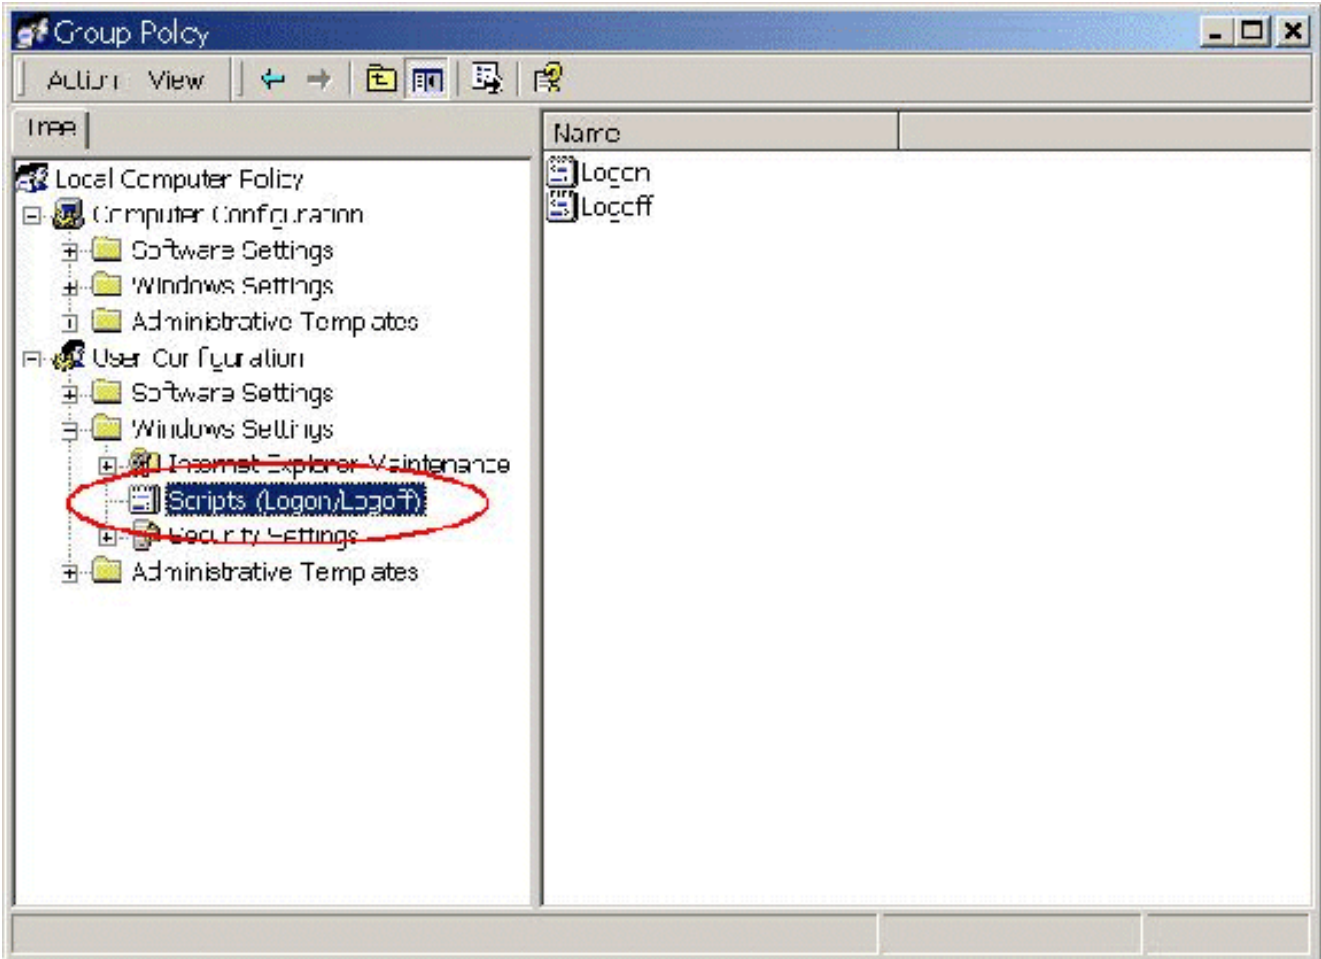 Group Policy
Action View
Tree
Name
Local Computer Policy
Computer Configuration
Software Settings
Windows Settings
Administrative Templates
User Configuration
Software Settings
Windows Settings
Internet Explorer Maintenance
Scripts (Logon/Logoff)
Security Settings
Administrative Templates
Logon
Logoff